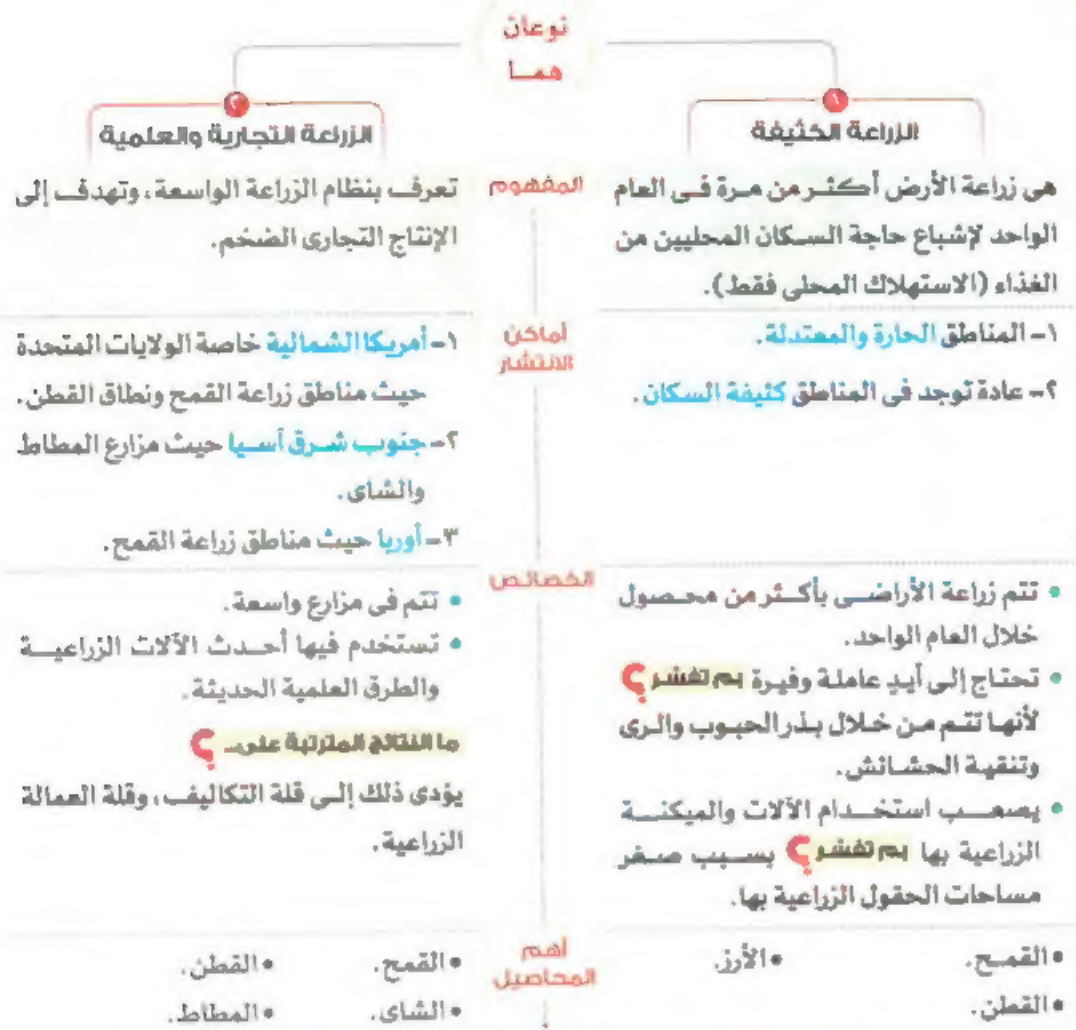 نوعان
هما
١
الزراعة الكثيفة
٢
الزراعة التجارية والعلمية
المفهوم
هى زراعة الأرض أكثر من مرة فى العام
الواحد لإشباع حاجة السكان المحليين من
الغذاء (الاستهلاك المحلى فقط).
تعرف بنظام الزراعة الواسعة، وتهدف إلى
الإنتاج التجارى الضخم.
أماكن
الانتشار
١- المناطق الحارة والمعتدلة.
٢- عادة توجد فى المناطق كثيفة السكان.
١- أمريكا الشمالية خاصة الولايات المتحدة
حيث مناطق زراعة القمح ونطاق القطن.
٢- جنوب شرق آسيا حيث مزارع المطاط
والشاى.
٣- أوربا حيث مناطق زراعة القمح.
الخصائص
• تتم زراعة الأراضى بأكثر من محصول
خلال العام الواحد.
• تحتاج إلى أيدٍ عاملة وفيرة بم تفسر ؟
لأنها تتم من خلال بذر الحبوب والرى
وتنقية الحشائش.
• يصعب استخدام الآلات والميكنة
الزراعية بها بم تفسر ؟ بسبب صغر
مساحات الحقول الزراعية بها.
• تتم فى مزارع واسعة.
• تستخدم فيها أحدث الآلات الزراعية
والطرق العلمية الحديثة.
ما النتائج المترتبة على.. ؟
يؤدى ذلك إلى قلة التكاليف، وقلة العمالة
الزراعية.
أهم
المحاصيل
• القمح. • الأرز.
• القطن.
• القمح. • القطن.
• الشاى. • المطاط.